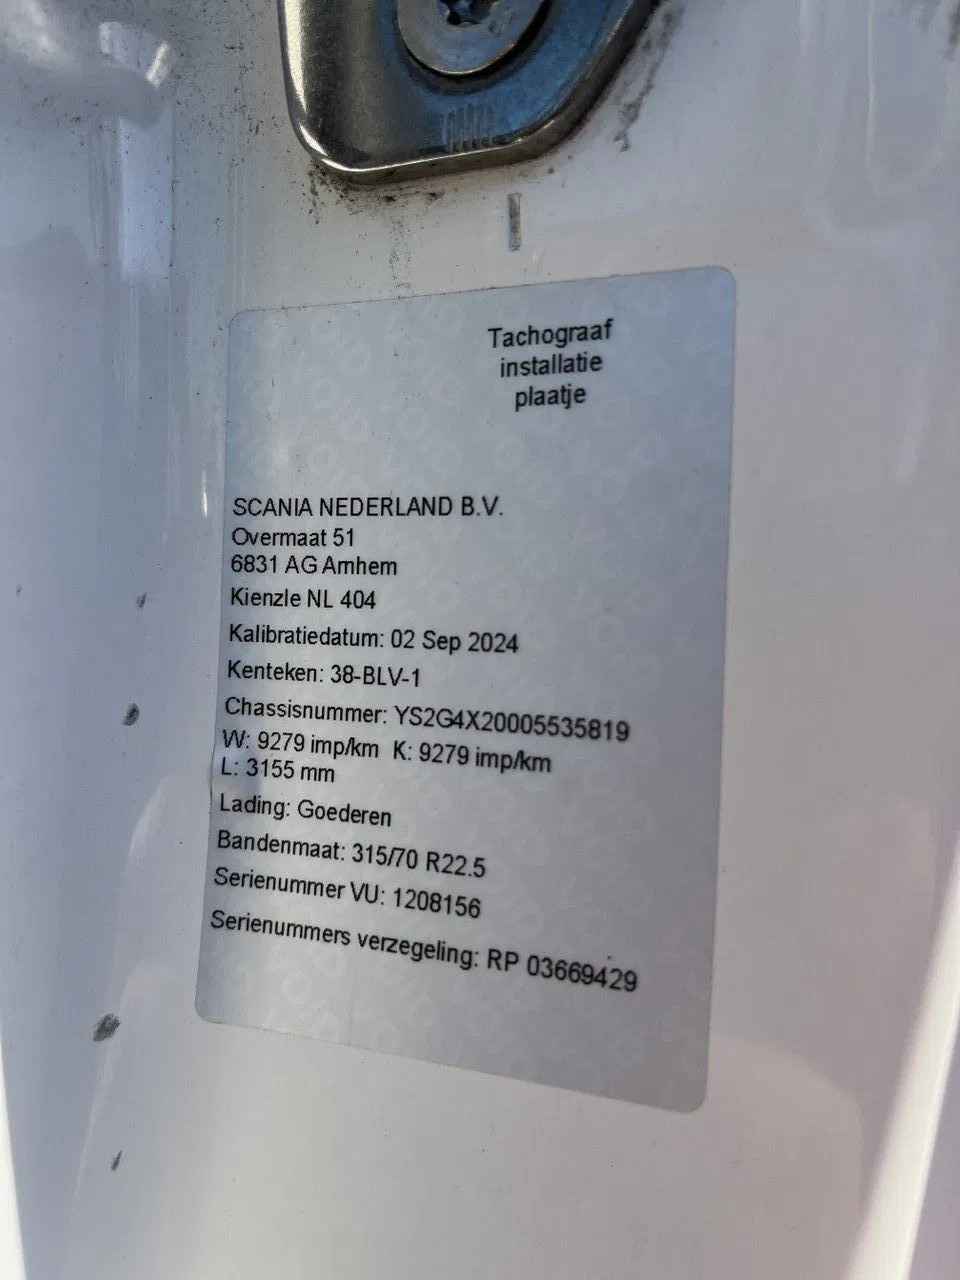 Tachograaf
installatie
plaatje
SCANIA NEDERLAND B.V.
Overmaat 51
6831 AG Arnhem
Kienzle NL 404
Kalibratiedatum: 02 Sep 2024
Kenteken: 38-BLV-1
Chassisnummer: YS2G4X20005535819
W: 9279 imp/km K: 9279 imp/km
L: 3155 mm
Lading: Goederen
Bandenmaat: 315/70 R22.5
Serienummer VU: 1208156
Serienummers verzegeling: RP 03669429